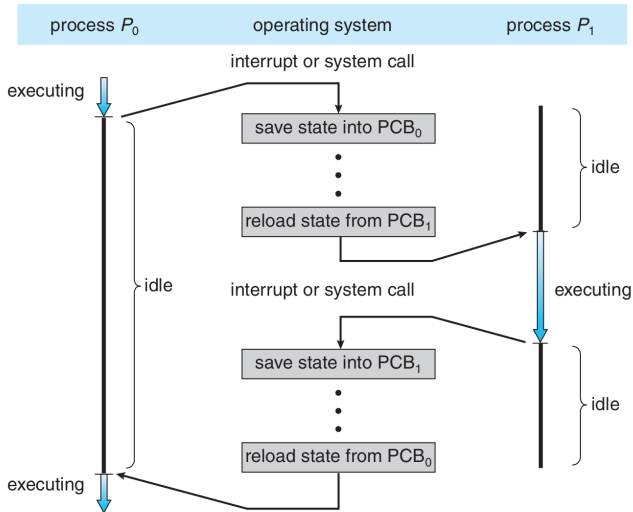 process P₀ operating system process P₁
interrupt or system call
executing
save state into PCB₀
idle
reload state from PCB₁
idle
interrupt or system call
executing
save state into PCB₁
idle
reload state from PCB₀
executing